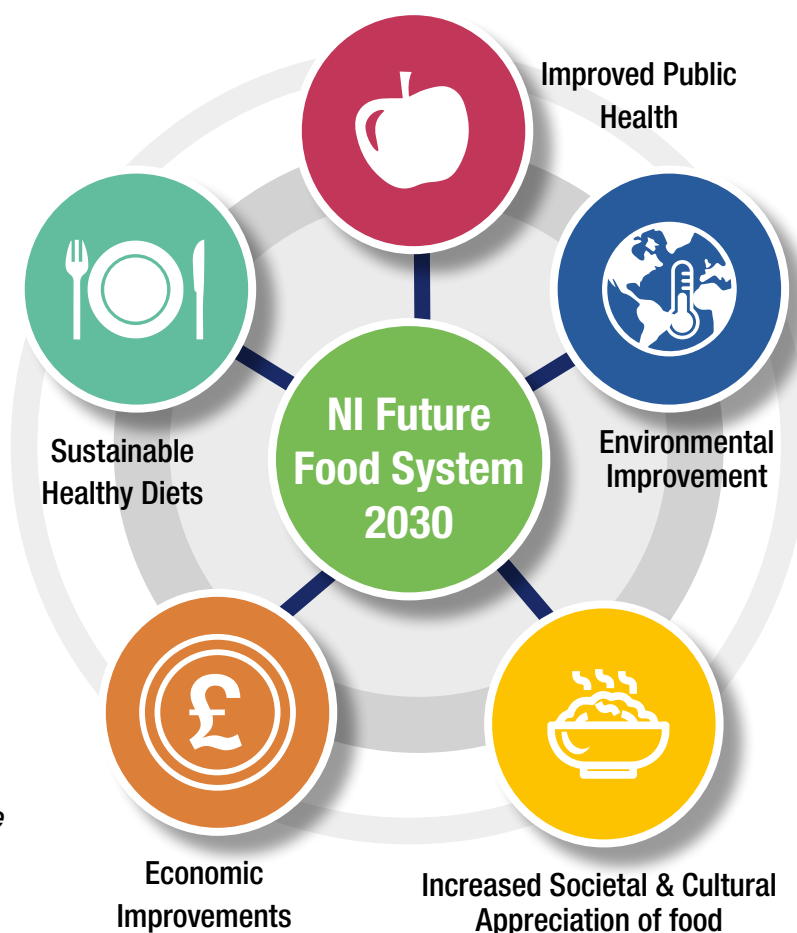 Improved Public
Health
NI Future
Food System
2030
Environmental
Improvement
Sustainable
Healthy Diets
£
e
Economic
Improvements
Increased Societal & Cultural
Appreciation of food